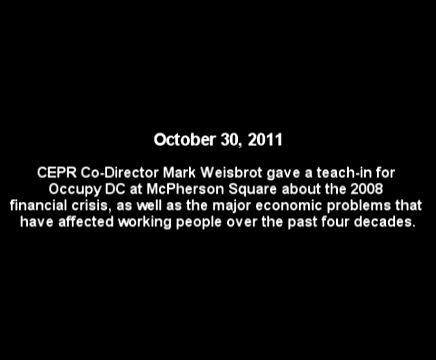 October 30, 2011
CEPR Co-Director Mark Weisbrot gave a teach-in for
Occupy DC at McPherson Square about the 2008
financial crisis, as well as the major economic problems that
have affected working people over the past four decades.